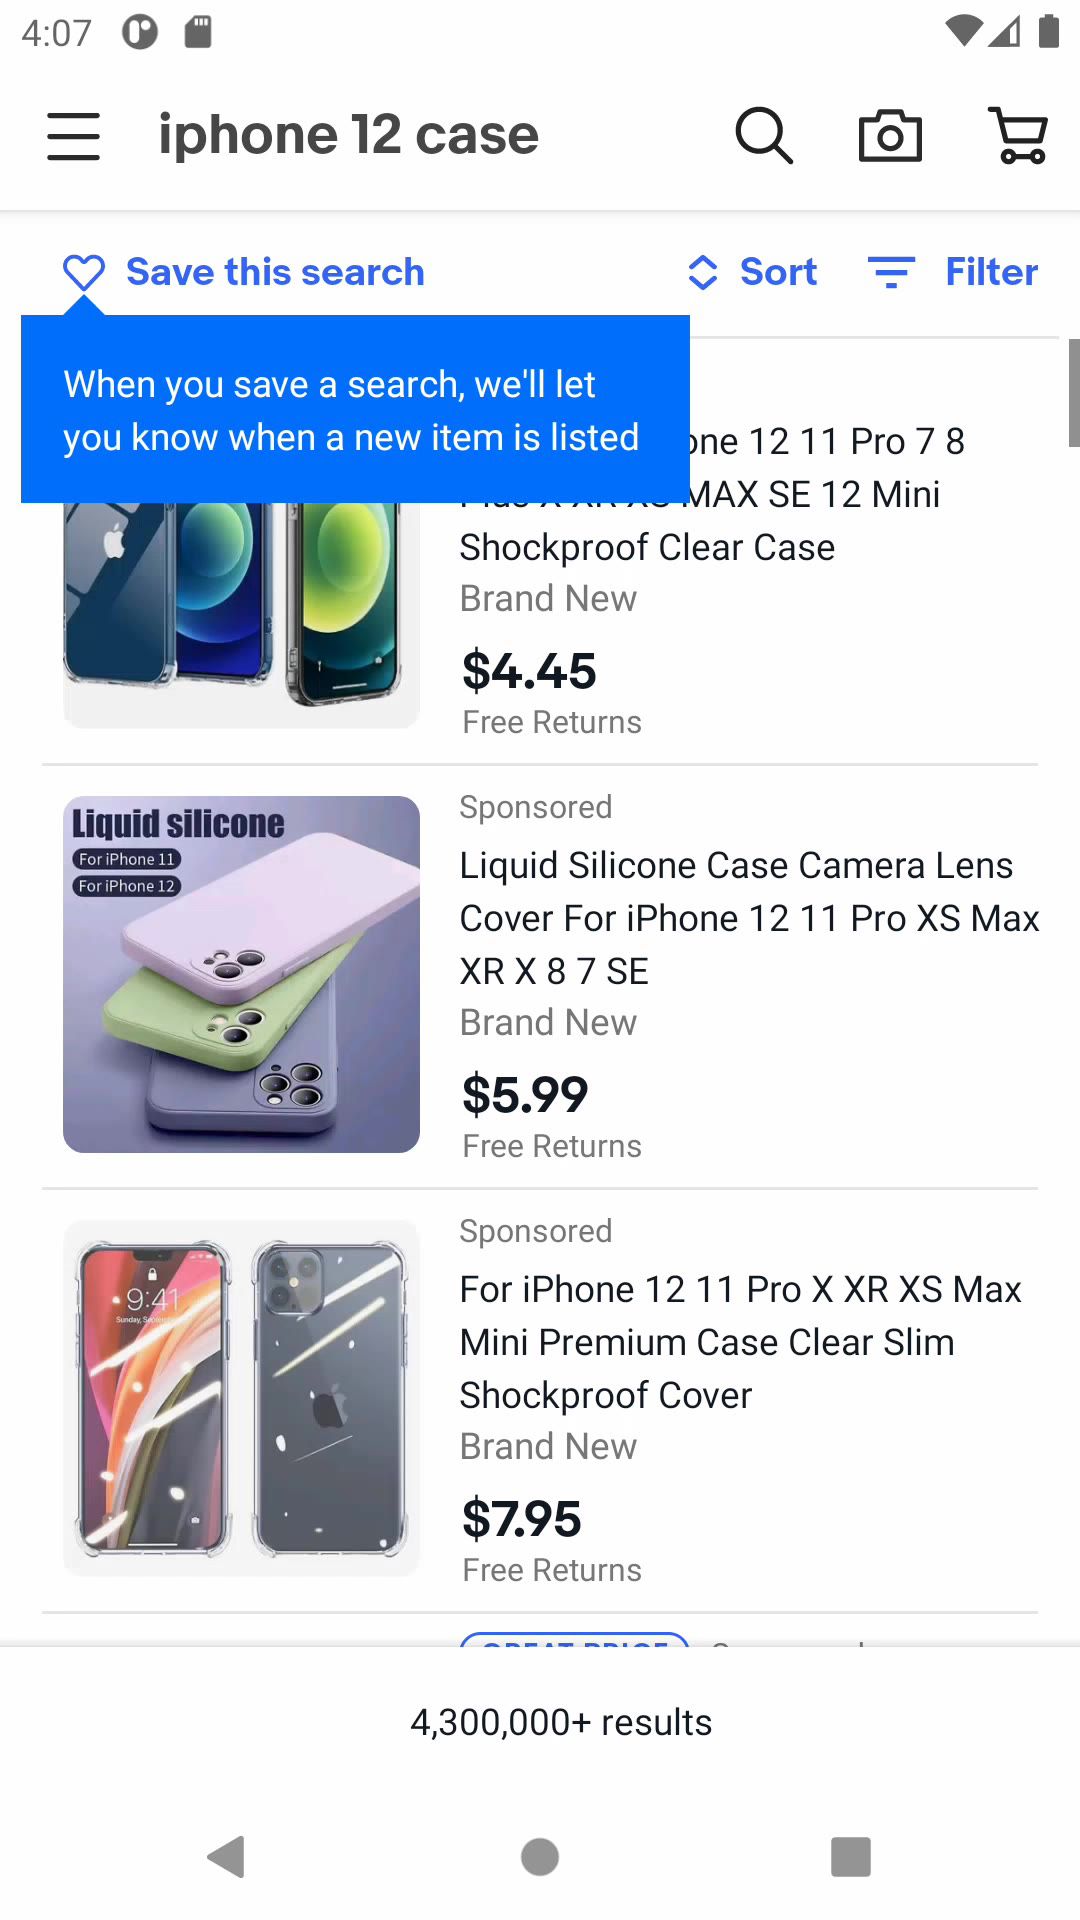 4:07
iphone 12 case
Save this search
Sort
Filter
When you save a search, we'll let
you know when a new item is listed
12 11 Pro 7 8
MAX SE 12 Mini
Shockproof Clear Case
Brand New
$4.45
Free Returns
Liquid silicone
For iPhone 11
For iPhone 12
Sponsored
Liquid Silicone Case Camera Lens
Cover For iPhone 12 11 Pro XS Max
XR X 8 7 SE
Brand New
$5.99
Free Returns
9:41
Sponsored
For iPhone 12 11 Pro X XR XS Max
Mini Premium Case Clear Slim
Shockproof Cover
Brand New
$7.95
Free Returns
4,300,000+ results